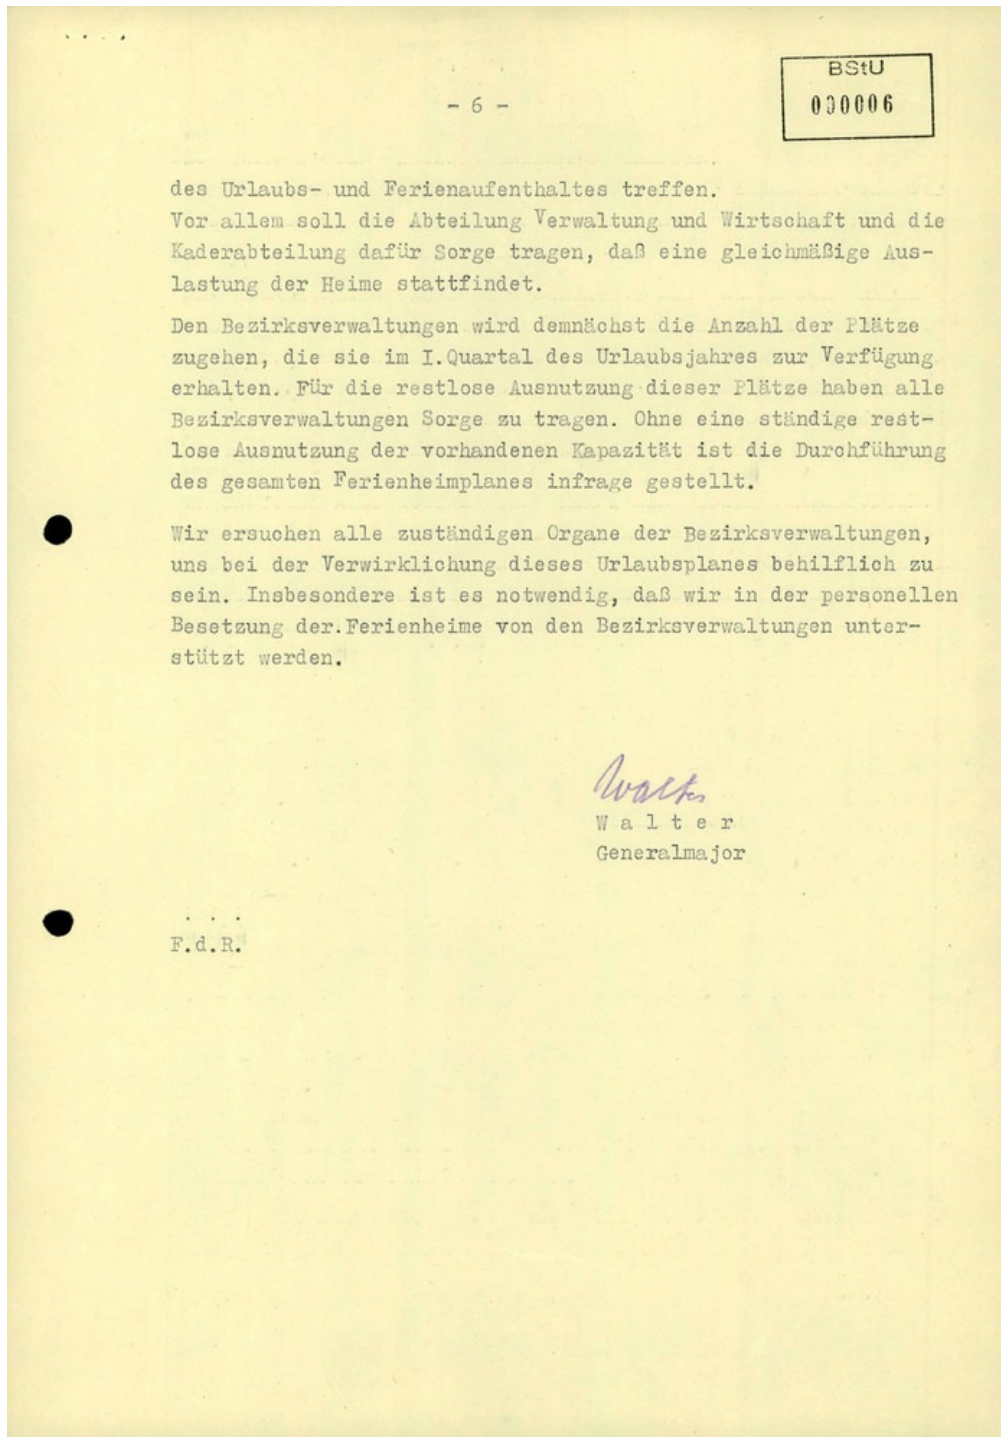 BStU
000006
- 6 -
des Urlaubs- und Ferienaufenthaltes treffen.
Vor allem soll die Abteilung Verwaltung und Wirtschaft und die
Kaderabteilung dafür Sorge tragen, daß eine gleichmäßige Aus-
lastung der Heime stattfindet.
Den Bezirksverwaltungen wird demnächst die Anzahl der Plätze
zugehen, die sie im I.Quartal des Urlaubsjahres zur Verfügung
erhalten. Für die restlose Ausnutzung dieser Plätze haben alle
Bezirksverwaltungen Sorge zu tragen. Ohne eine ständige rest-
lose Ausnutzung der vorhandenen Kapazität ist die Durchführung
des gesamten Ferienheimplanes infrage gestellt.
Wir ersuchen alle zuständigen Organe der Bezirksverwaltungen,
uns bei der Verwirklichung dieses Urlaubsplanes behilflich zu
sein. Insbesondere ist es notwendig, daß wir in der personellen
Besetzung der.Ferienheime von den Bezirksverwaltungen unter-
stützt werden.
Walter
W a l t e r
Generalmajor
. . .
F.d.R.